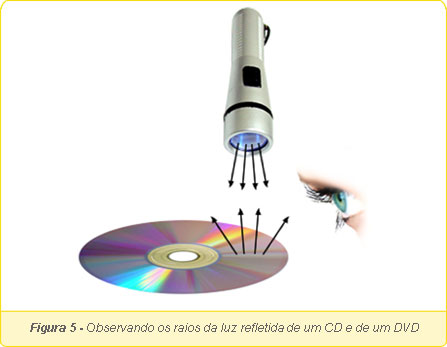 Figura 5 - Observando os raios da luz refletida de um CD e de um DVD